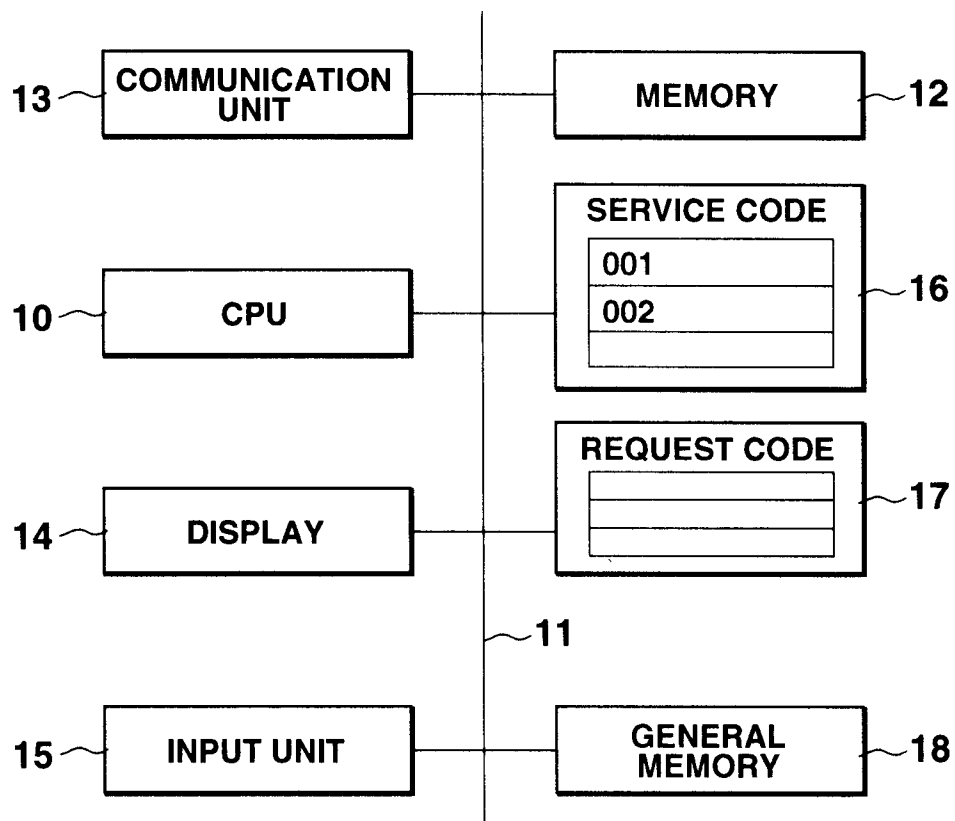 13
COMMUNICATION
UNIT
MEMORY
12
SERVICE CODE
001
002
16
10
CPU
REQUEST CODE
17
14
DISPLAY
11
15
INPUT UNIT
GENERAL
MEMORY
18